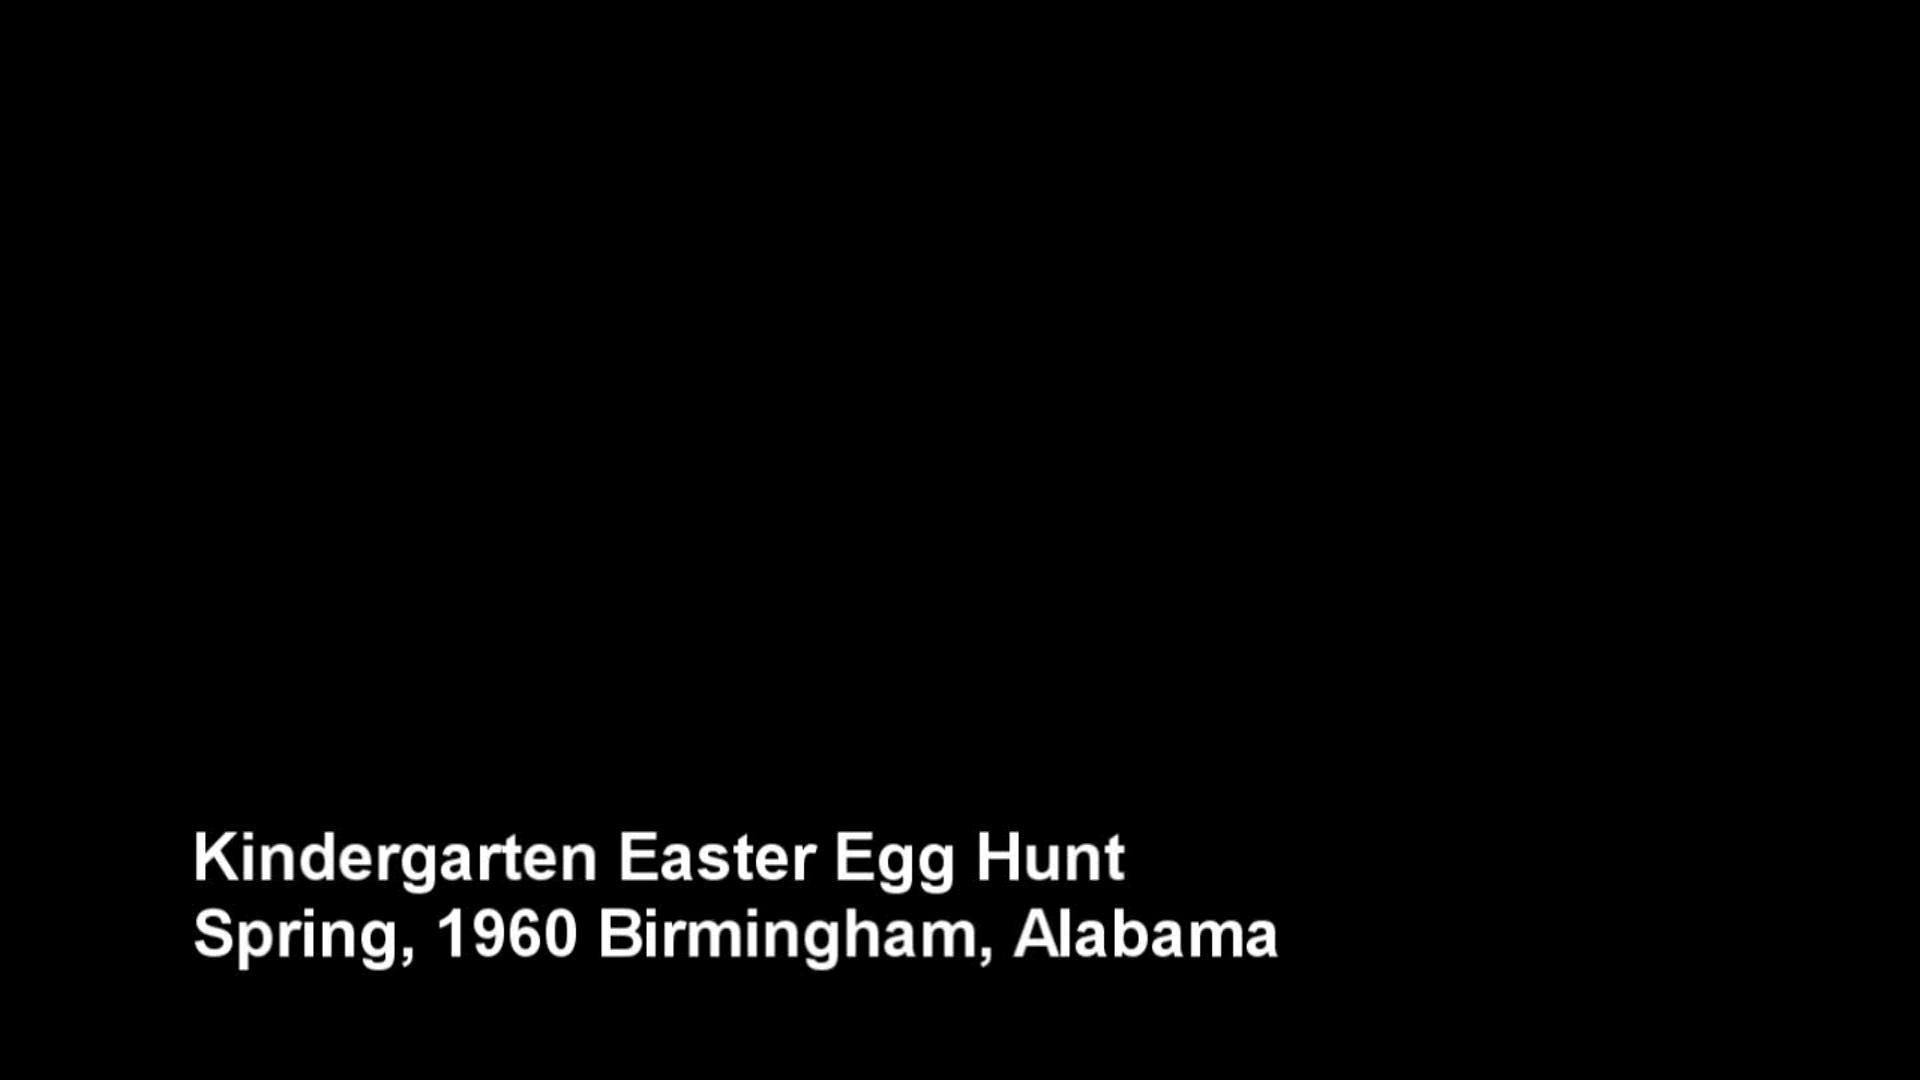 Kindergarten Easter Egg Hunt
Spring, 1960 Birmingham, Alabama